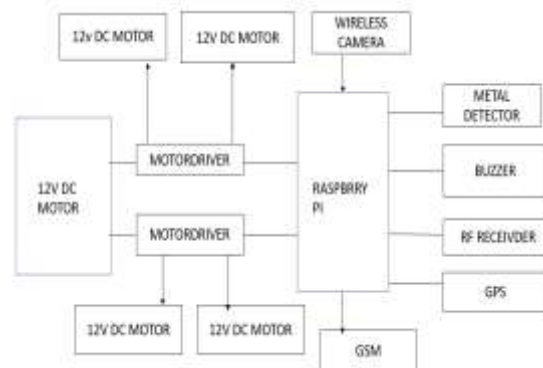 12v DC MOTOR
12V DC MOTOR
WIRELESS
CAMERA
METAL
DETECTOR
MOTORDRIVER
12V DC
MOTOR
RASPBRRY
PI
BUZZER
MOTORDRIVER
RF RECEIVDER
GPS
12V DC MOTOR
12V DC MOTOR
GSM